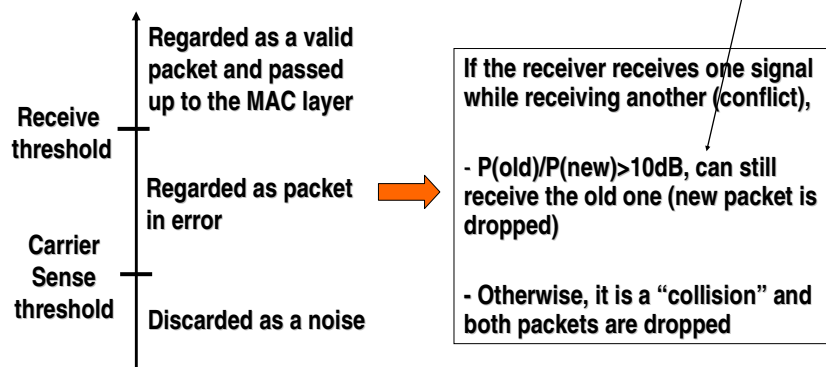 Regarded as a valid
packet and passed
up to the MAC layer
Receive
threshold
Regarded as packet
in error
Carrier
Sense
threshold
Discarded as a noise
If the receiver receives one signal
while receiving another (conflict),
- P(old)/P(new)>10dB, can still
receive the old one (new packet is
dropped)
- Otherwise, it is a “collision” and
both packets are dropped